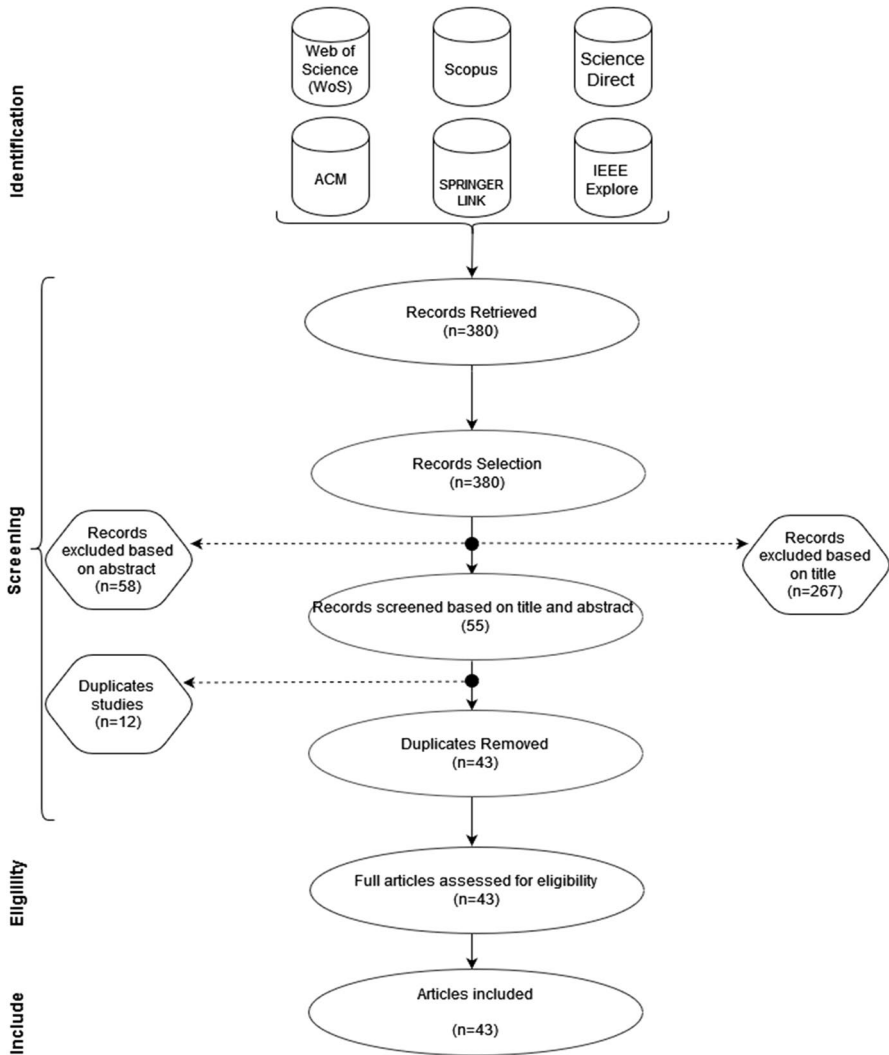 Identification
Web of
Science
(WoS)
Scopus
Science
Direct
ACM
SPRINGER
LINK
IEEE
Explore
Screening
Records Retrieved
(n=380)
Records Selection
(n=380)
Records
excluded based
on abstract
(n=58)
Records
excluded based
on title
(n=267)
Records screened based on title and abstract
(55)
Duplicates
studies
(n=12)
Duplicates Removed
(n=43)
Eligility
Full articles assessed for eligibility
(n=43)
Include
Articles included
(n=43)